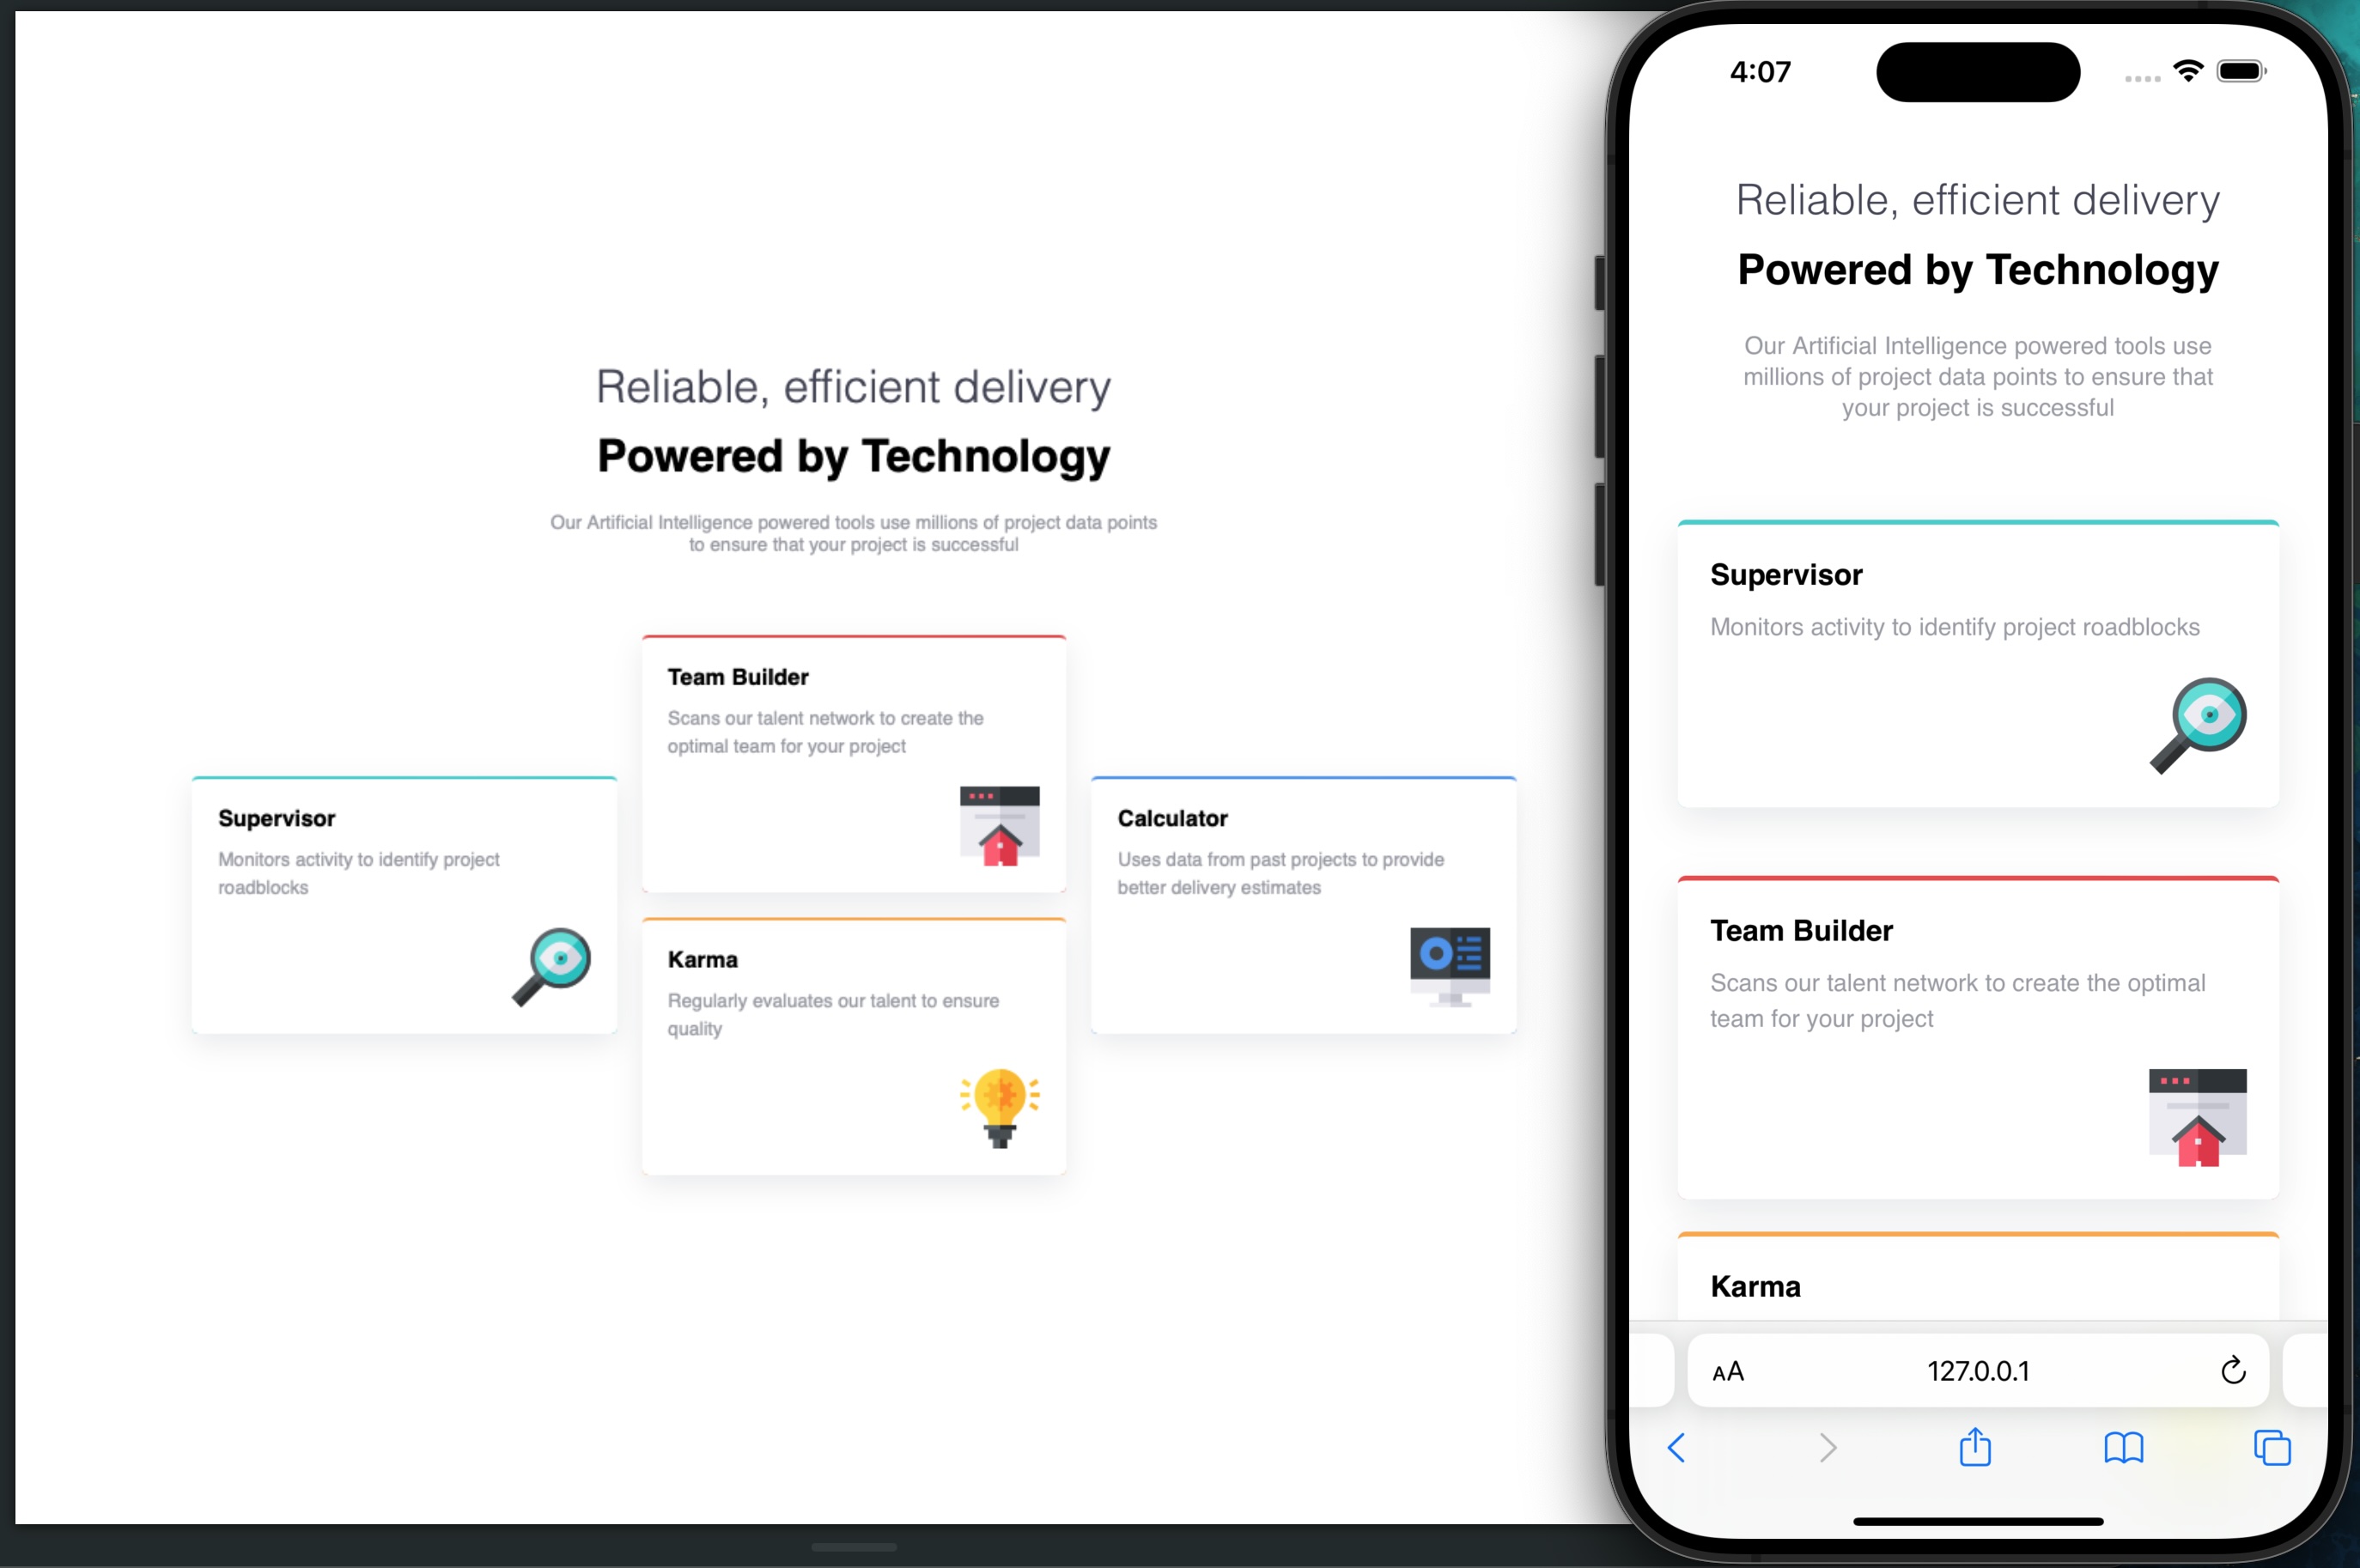 Reliable, efficient delivery
Powered by Technology
Our Artificial Intelligence powered tools use millions of project data points
to ensure that your project is successful
Team Builder
Scans our talent network to create the
optimal team for your project
Supervisor
Monitors activity to identify project
roadblocks
Calculator
Uses data from past projects to provide
better delivery estimates
Karma
Regularly evaluates our talent to ensure
quality
4:07
Reliable, efficient delivery
Powered by Technology
Our Artificial Intelligence powered tools use
millions of project data points to ensure that
your project is successful
Supervisor
Monitors activity to identify project roadblocks
Team Builder
Scans our talent network to create the optimal
team for your project
Karma
AA 127.0.0.1